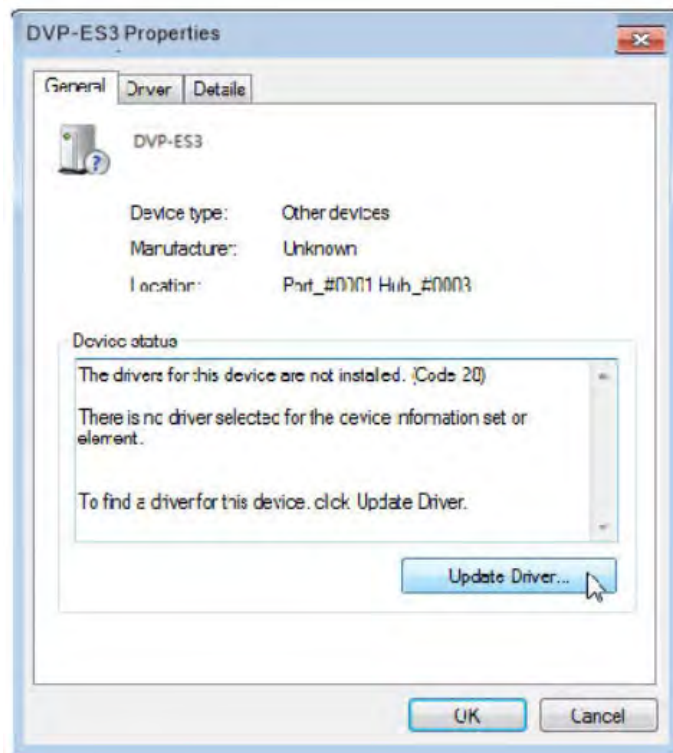 DVP-ES3 Properties
General Driver Details
DVP-ES3
Device type: Other devices
Manufacturer: Unknown
Location: Port_#0001 Hub_#0003
Device status
The drivers for this device are not installed. (Code 28)
There is no driver selected for the device information set or
element.
To find a driver for this device, click Update Driver.
Update Driver...
OK Cancel